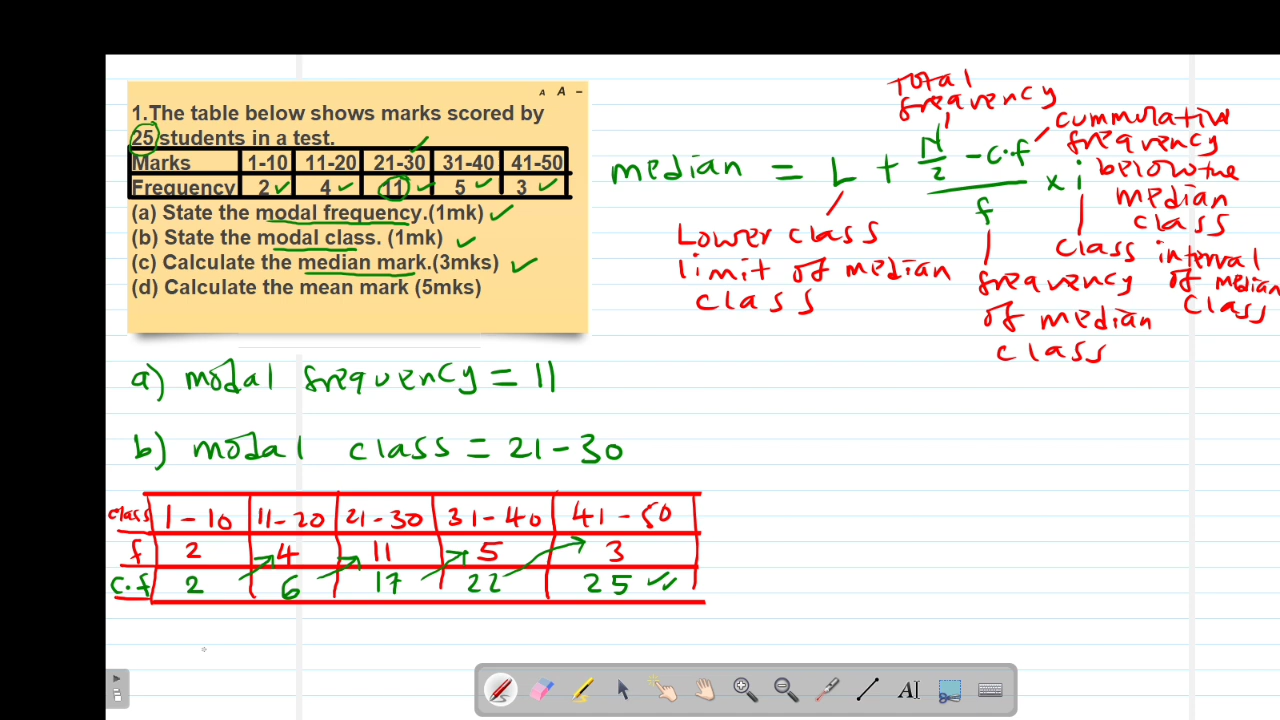 A A −
1.The table below shows marks scored by
25 students in a test.
Marks 1-10 11-20 21-30 31-40 41-50
Frequency 2 4 11 5 3
(a) State the modal frequency.(1mk)
(b) State the modal class. (1mk)
(c) Calculate the median mark.(3mks)
(d) Calculate the mean mark (5mks)
Total
frequency
median = L + N/2 - c.f / f x i
cummulative
frequency
below the
median
class
Lower class
limit of median
class
frequency
of median
class
class interval
of median
class
a) modal frequency = 11
b) modal class = 21-30
class 1-10 11-20 21-30 31-40 41-50
f 2 4 11 5 3
c.f 2 6 17 22 25
AI